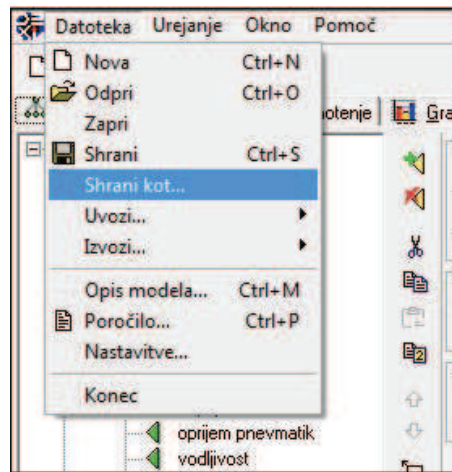 Datoteka Urejanje Okno Pomoč
Nova Ctrl+N
Odpri Ctrl+O
Zapri
Shrani Ctrl+S
Shrani kot...
Uvozi...
Izvozi...
Opis modela... Ctrl+M
Poročilo... Ctrl+P
Nastavitve...
Konec
oprijem pnevmatik
vodljivost